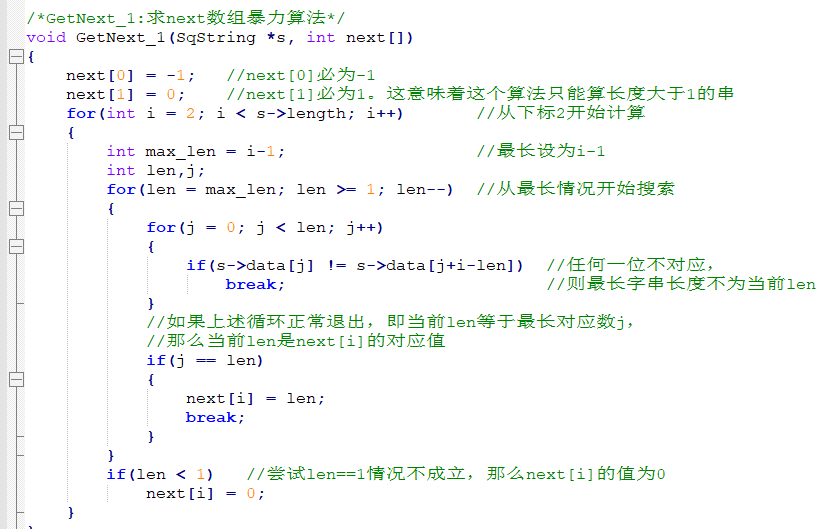 /*GetNext_1:求next数组暴力算法*/
void GetNext_1(SqString *s, int next[])
{
    next[0] = -1;   //next[0]必为-1
    next[1] = 0;    //next[1]必为1。这意味着这个算法只能算长度大于1的串
    for(int i = 2; i < s->length; i++)       //从下标2开始计算
    {
        int max_len = i-1;                   //最长设为i-1
        int len,j;
        for(len = max_len; len >= 1; len--)  //从最长情况开始搜索
        {
            for(j = 0; j < len; j++)
            {
                if(s->data[j] != s->data[j+i-len])  //任何一位不对应，
                    break;                          //则最长字串长度不为当前len
            }
            //如果上述循环正常退出，即当前len等于最长对应数j，
            //那么当前len是next[i]的对应值
            if(j == len)
            {
                next[i] = len;
                break;
            }
        }
        if(len < 1)   //尝试len==1情况不成立，那么next[i]的值为0
            next[i] = 0;
    }